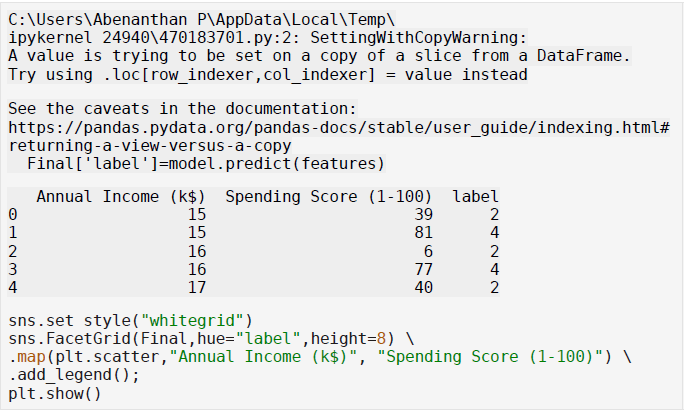 C:\Users\Abenanthan P\AppData\Local\Temp\
ipykernel 24940\470183701.py:2: SettingWithCopyWarning:
A value is trying to be set on a copy of a slice from a DataFrame.
Try using .loc[row_indexer,col_indexer] = value instead
See the caveats in the documentation:
https://pandas.pydata.org/pandas-docs/stable/user_guide/indexing.html#
returning-a-view-versus-a-copy
  Final['label']=model.predict(features)
   Annual Income (k$)  Spending Score (1-100)  label
0                  15                      39      2
1                  15                      81      4
2                  16                       6      2
3                  16                      77      4
4                  17                      40      2
sns.set style("whitegrid")
sns.FacetGrid(Final,hue="label",height=8) \
.map(plt.scatter,"Annual Income (k$)", "Spending Score (1-100)") \
.add_legend();
plt.show()